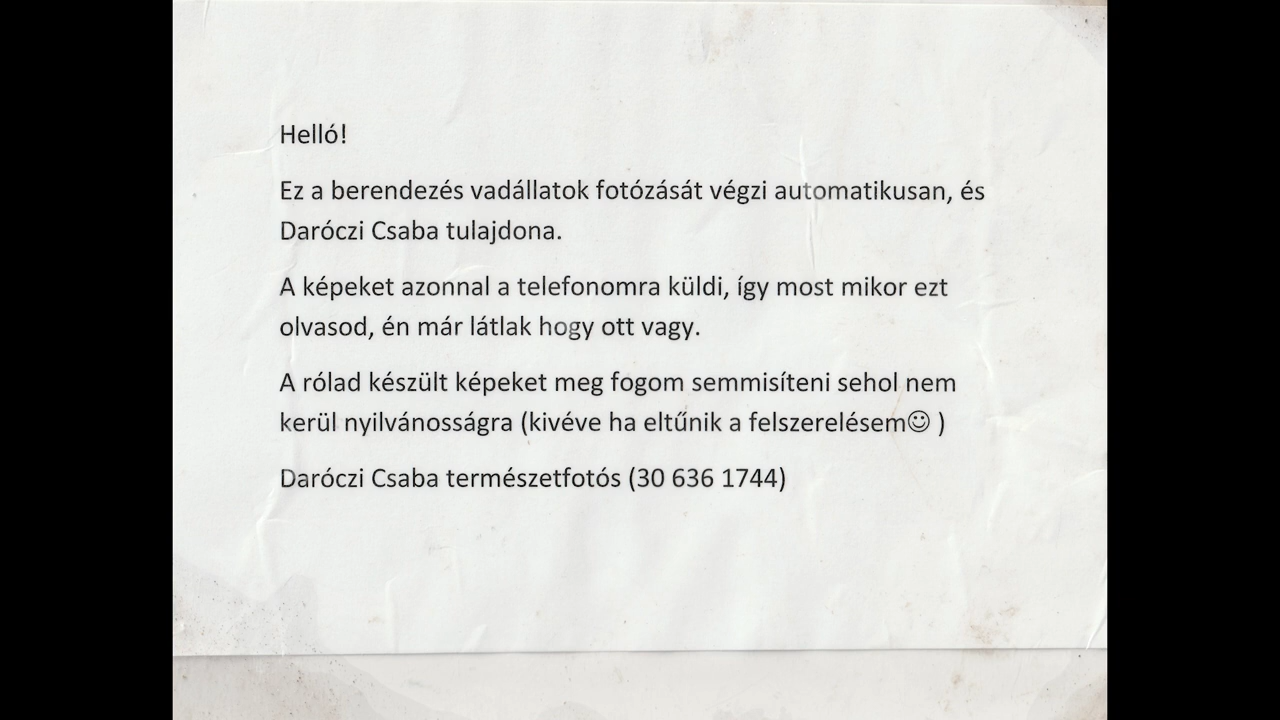 Helló!
Ez a berendezés vadállatok fotózását végzi automatikusan, és
Daróczi Csaba tulajdona.
A képeket azonnal a telefonomra küldi, így most mikor ezt
olvasod, én már látlak hogy ott vagy.
A rólad készült képeket meg fogom semmisíteni sehol nem
kerül nyilvánosságra (kivéve ha eltűnik a felszerelésem☺ )
Daróczi Csaba természetfotós (30 636 1744)